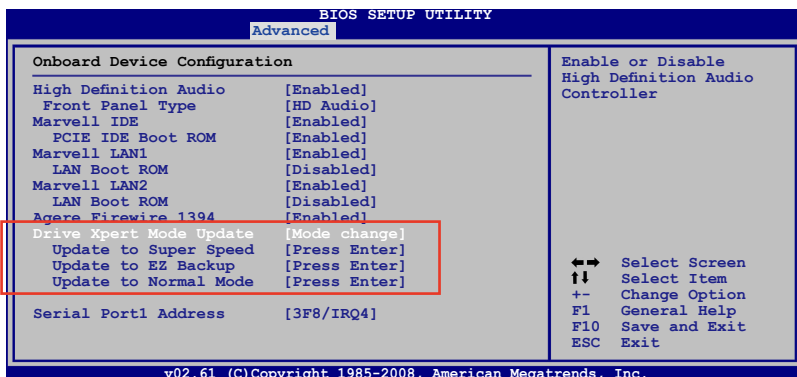 BIOS SETUP UTILITY
Advanced
Onboard Device Configuration
High Definition Audio [Enabled]
Front Panel Type [HD Audio]
Marvell IDE [Enabled]
PCIE IDE Boot ROM [Enabled]
Marvell LAN1 [Enabled]
LAN Boot ROM [Disabled]
Marvell LAN2 [Enabled]
LAN Boot ROM [Disabled]
Agere Firewire 1394 [Enabled]
Drive Xpert Mode Update [Mode change]
Update to Super Speed [Press Enter]
Update to EZ Backup [Press Enter]
Update to Normal Mode [Press Enter]
Serial Port1 Address [3F8/IRQ4]
Enable or Disable
High Definition Audio
Controller
←→ Select Screen
↑↓ Select Item
+- Change Option
F1 General Help
F10 Save and Exit
ESC Exit
v02.61 (C)Copyright 1985-2008, American Megatrends, Inc.